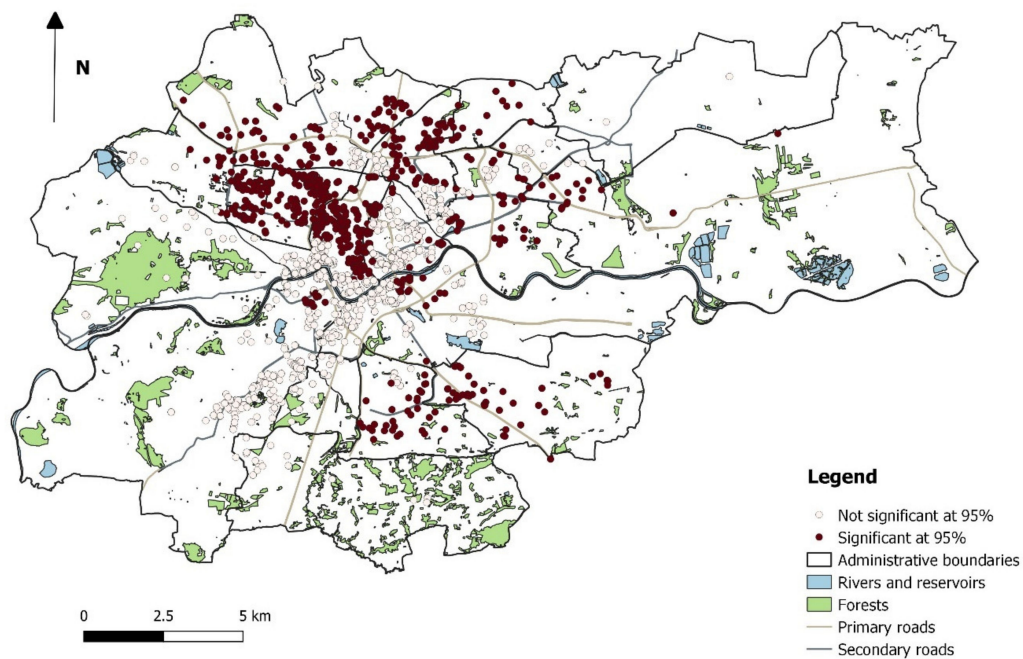 N
Legend
Not significant at 95%
Significant at 95%
Administrative boundaries
Rivers and reservoirs
Forests
Primary roads
Secondary roads
0 2.5 5 km